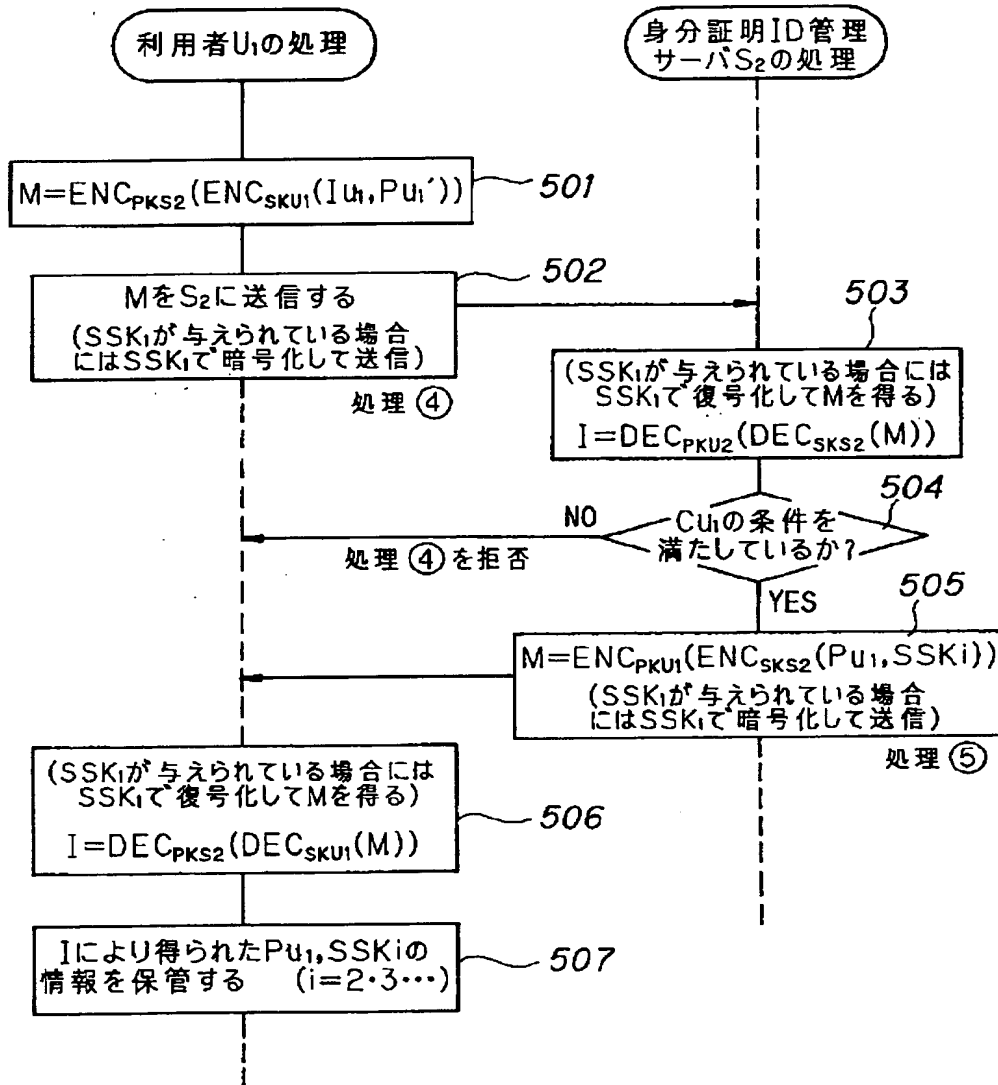 利用者U₁の処理
身分証明ID管理
サーバS₂の処理
M=ENC_PKS2(ENC_SKU1(Iu₁,Pu₁′))
501
MをS₂に送信する
(SSK₁が与えられている場合
にはSSK₁で暗号化して送信)
502
処理④
503
(SSK₁が与えられている場合には
SSK₁で復号化してMを得る)
I=DEC_PKU2(DEC_SKS2(M))
504
Cu₁の条件を
満たしているか?
NO
処理④を拒否
YES
505
M=ENC_PKU1(ENC_SKS2(Pu₁,SSKi))
(SSK₁が与えられている場合
にはSSK₁で暗号化して送信)
処理⑤
(SSK₁が与えられている場合には
SSK₁で復号化してMを得る)
I=DEC_PKS2(DEC_SKU1(M))
506
Iにより得られたPu₁,SSKiの
情報を保管する (i=2・3…)
507